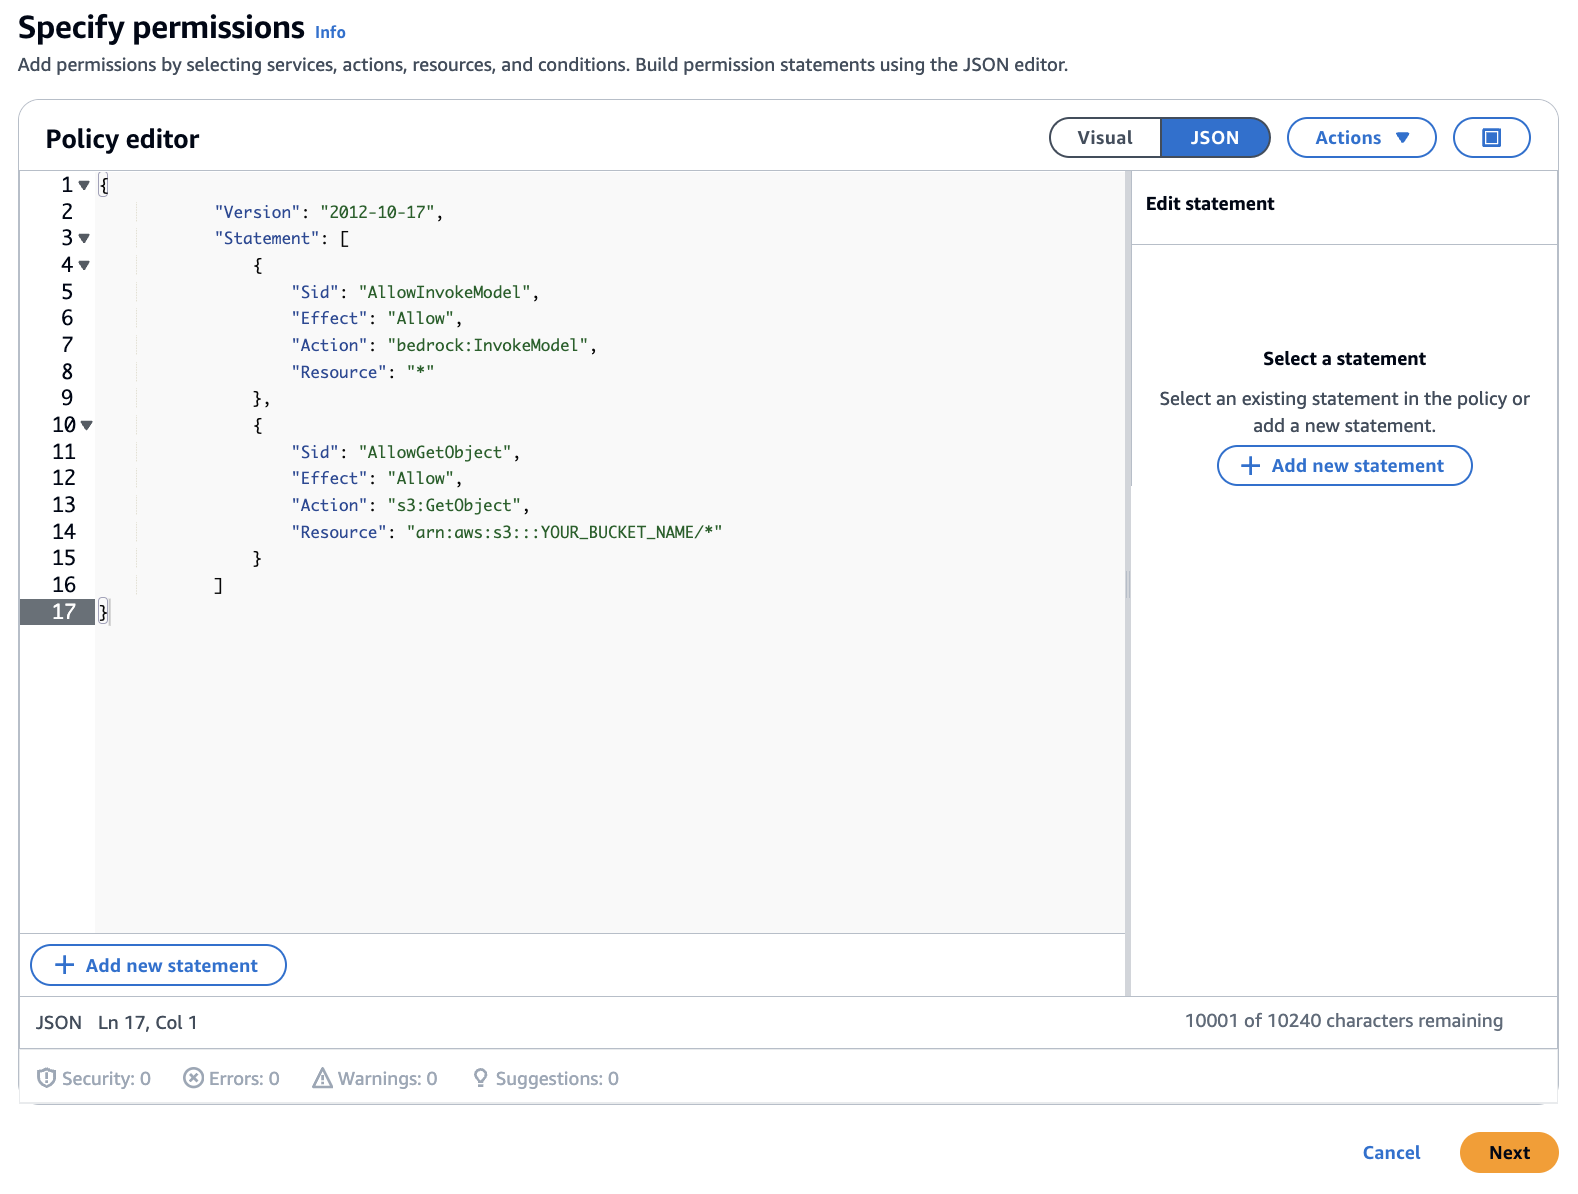 Specify permissions Info
Add permissions by selecting services, actions, resources, and conditions. Build permission statements using the JSON editor.
Policy editor
Visual JSON Actions
1 {
2 "Version": "2012-10-17",
3 "Statement": [
4 {
5 "Sid": "AllowInvokeModel",
6 "Effect": "Allow",
7 "Action": "bedrock:InvokeModel",
8 "Resource": "*"
9 },
10 {
11 "Sid": "AllowGetObject",
12 "Effect": "Allow",
13 "Action": "s3:GetObject",
14 "Resource": "arn:aws:s3:::YOUR_BUCKET_NAME/*"
15 }
16 ]
17 }
Edit statement
Select a statement
Select an existing statement in the policy or
add a new statement.
+ Add new statement
+ Add new statement
JSON Ln 17, Col 1
10001 of 10240 characters remaining
Security: 0 Errors: 0 Warnings: 0 Suggestions: 0
Cancel Next